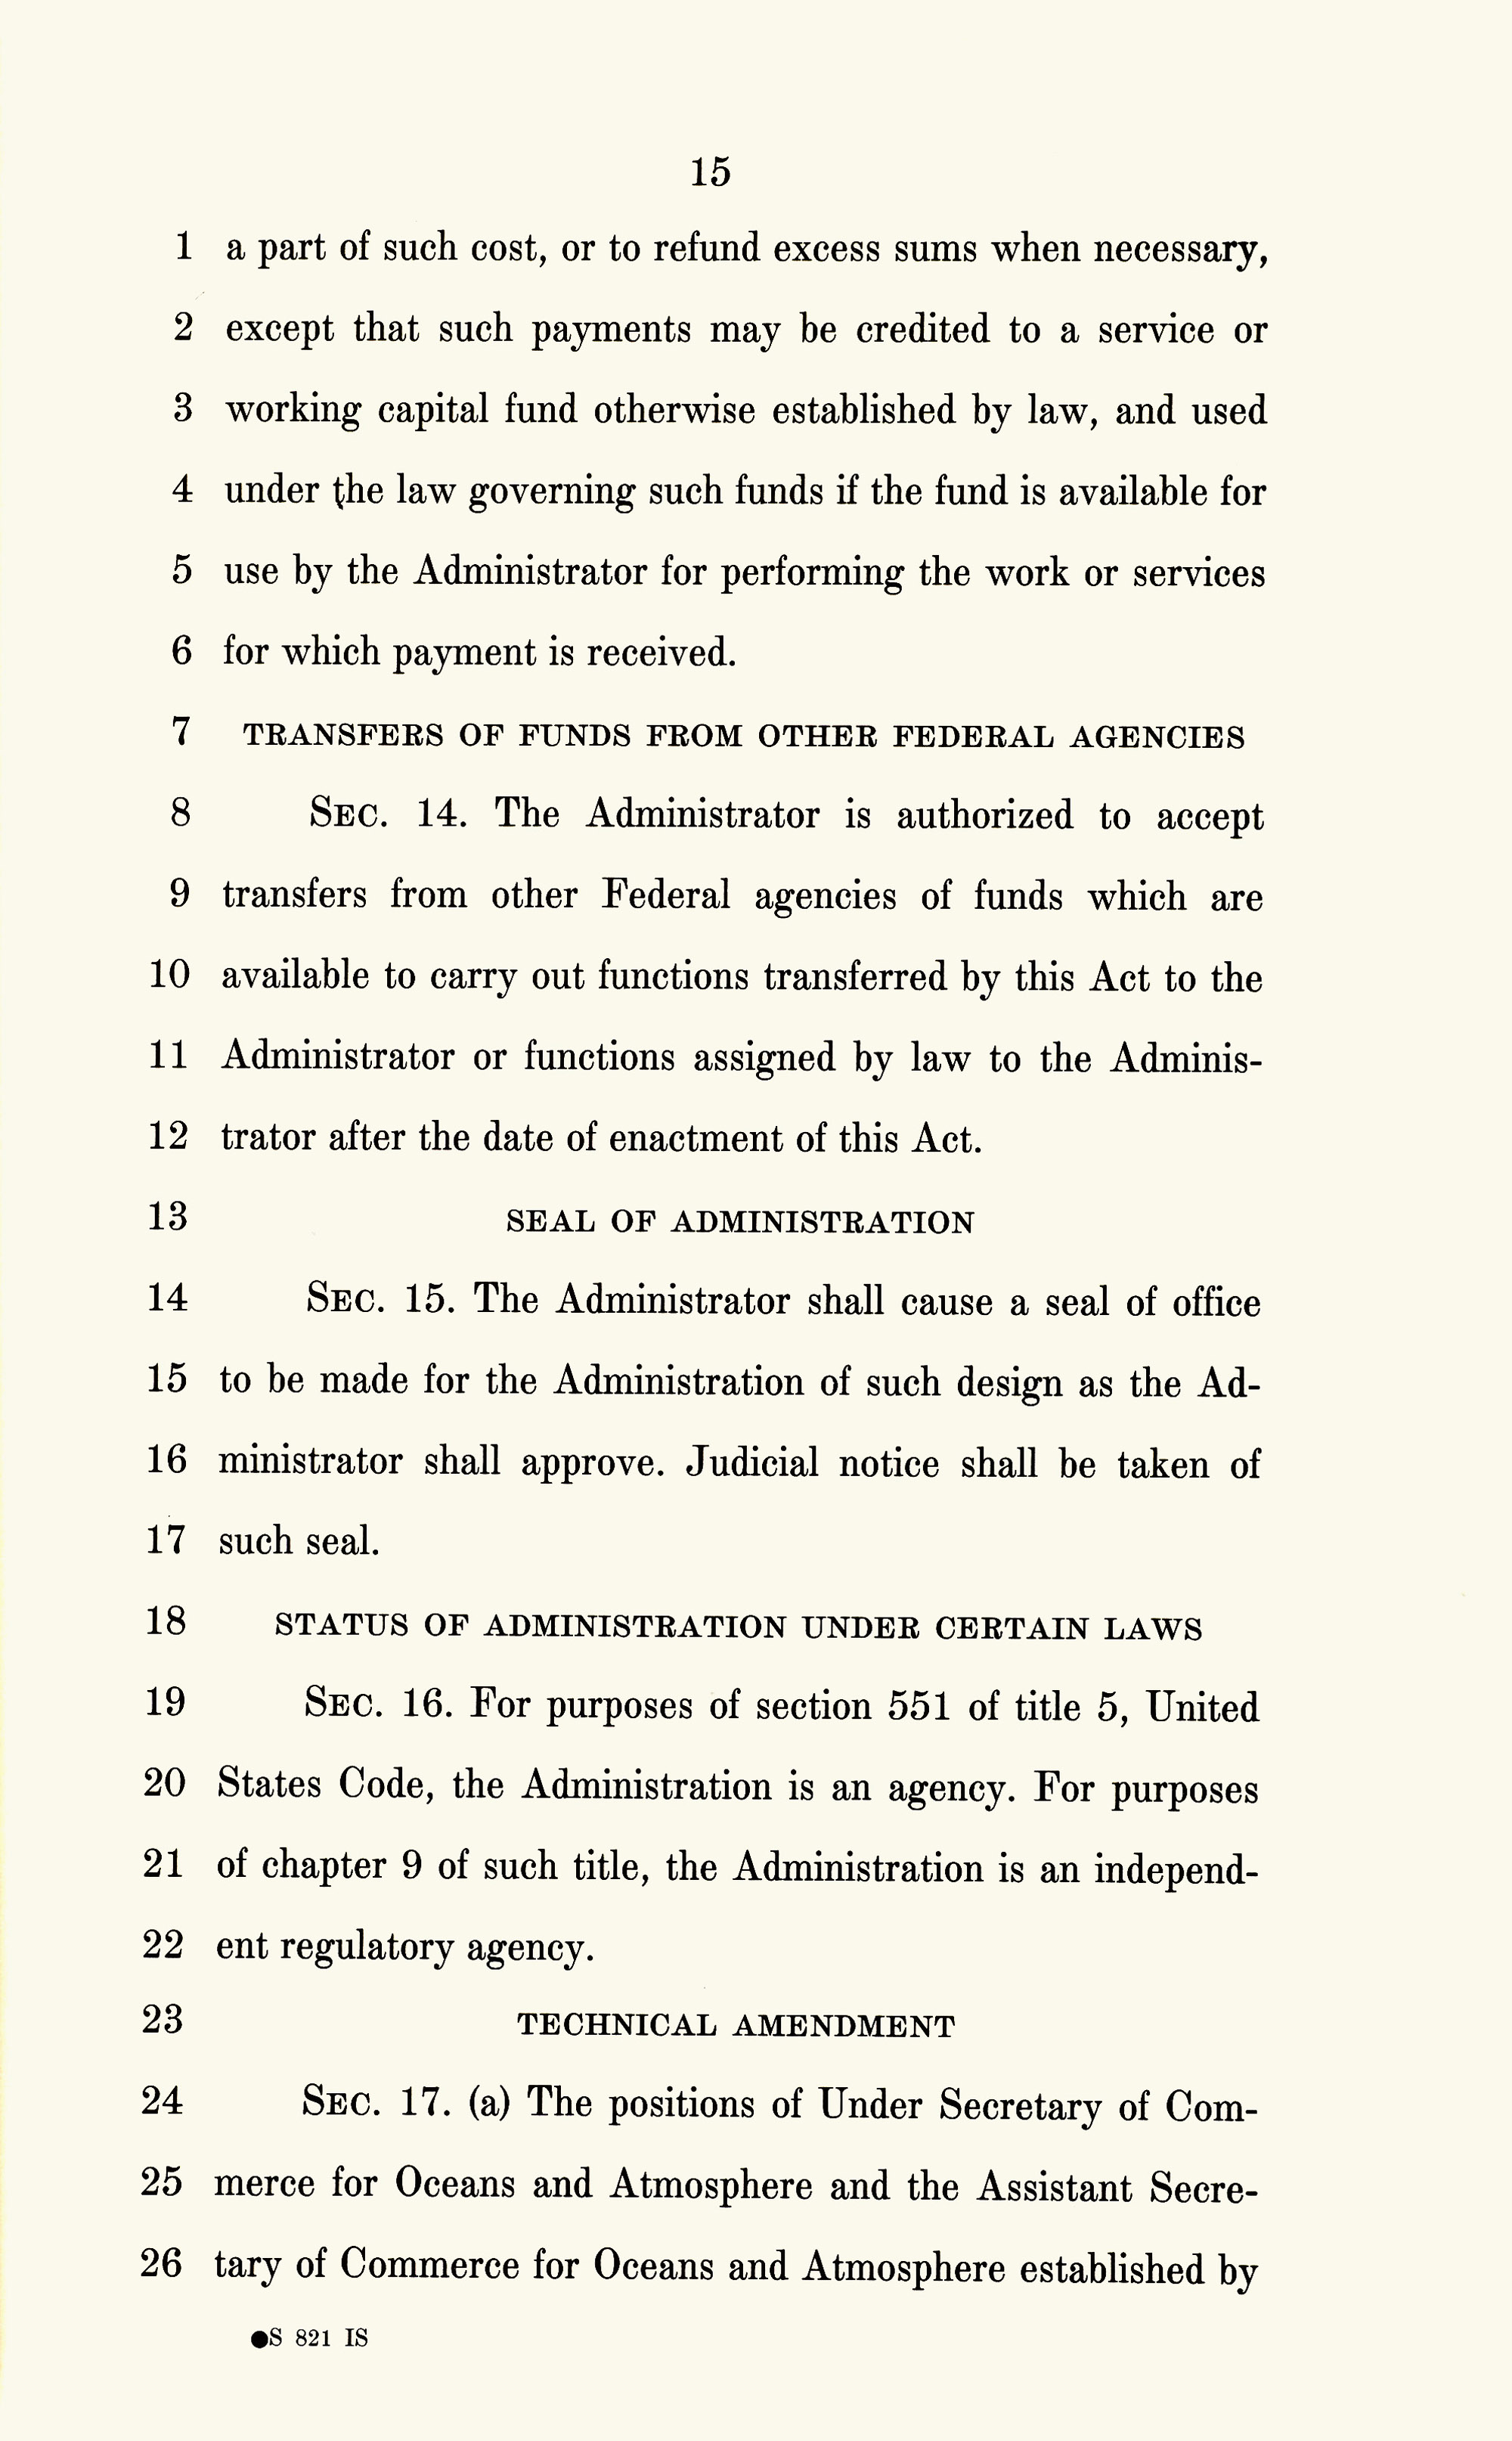 15
1 a part of such cost, or to refund excess sums when necessary,
2 except that such payments may be credited to a service or
3 working capital fund otherwise established by law, and used
4 under the law governing such funds if the fund is available for
5 use by the Administrator for performing the work or services
6 for which payment is received.
7 TRANSFERS OF FUNDS FROM OTHER FEDERAL AGENCIES
8 SEC. 14. The Administrator is authorized to accept
9 transfers from other Federal agencies of funds which are
10 available to carry out functions transferred by this Act to the
11 Administrator or functions assigned by law to the Adminis-
12 trator after the date of enactment of this Act.
13 SEAL OF ADMINISTRATION
14 SEC. 15. The Administrator shall cause a seal of office
15 to be made for the Administration of such design as the Ad-
16 ministrator shall approve. Judicial notice shall be taken of
17 such seal.
18 STATUS OF ADMINISTRATION UNDER CERTAIN LAWS
19 SEC. 16. For purposes of section 551 of title 5, United
20 States Code, the Administration is an agency. For purposes
21 of chapter 9 of such title, the Administration is an independ-
22 ent regulatory agency.
23 TECHNICAL AMENDMENT
24 SEC. 17. (a) The positions of Under Secretary of Com-
25 merce for Oceans and Atmosphere and the Assistant Secre-
26 tary of Commerce for Oceans and Atmosphere established by
●S 821 IS